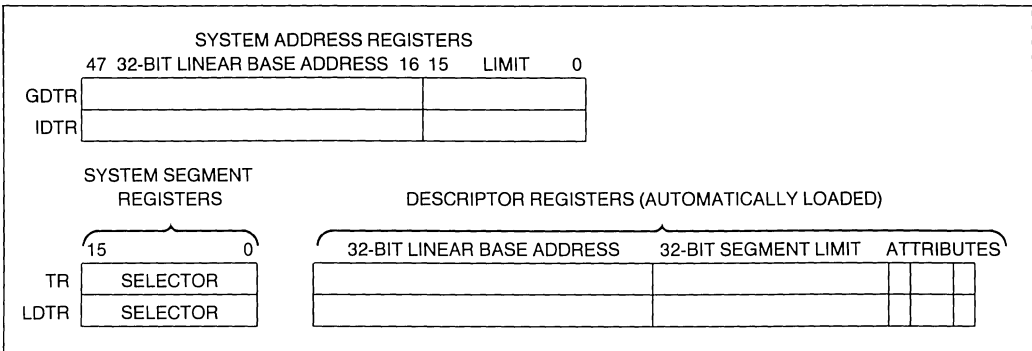 SYSTEM ADDRESS REGISTERS
47 32-BIT LINEAR BASE ADDRESS 16 15 LIMIT 0
GDTR
IDTR
SYSTEM SEGMENT
REGISTERS
DESCRIPTOR REGISTERS (AUTOMATICALLY LOADED)
15 0
32-BIT LINEAR BASE ADDRESS 32-BIT SEGMENT LIMIT ATTRIBUTES
TR SELECTOR
LDTR SELECTOR